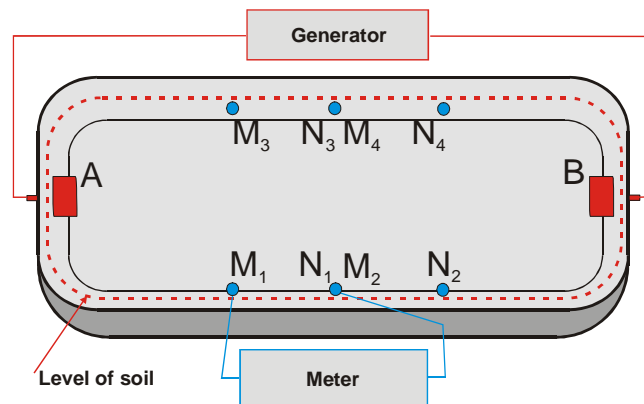 Generator
M₃ N₃ M₄ N₄
A B
M₁ N₁ M₂ N₂
Level of soil
Meter